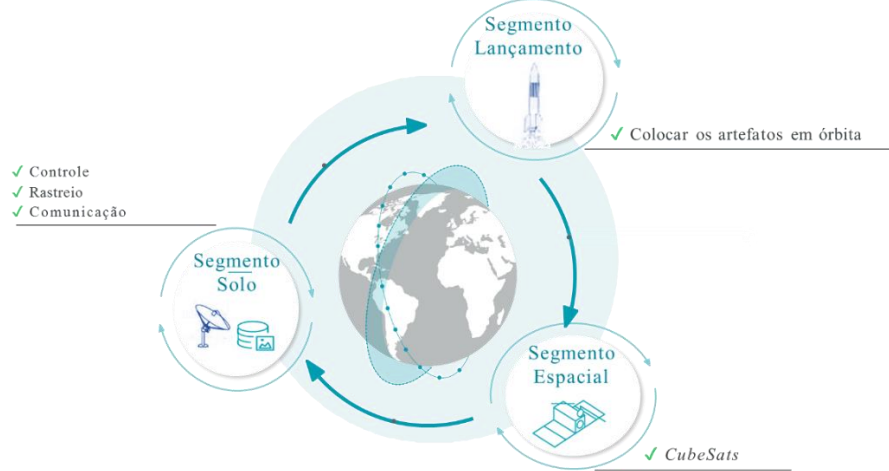 Segmento
Lançamento
✓ Colocar os artefatos em órbita
✓ Controle
✓ Rastreio
✓ Comunicação
Segmento
Solo
Segmento
Espacial
✓ CubeSats